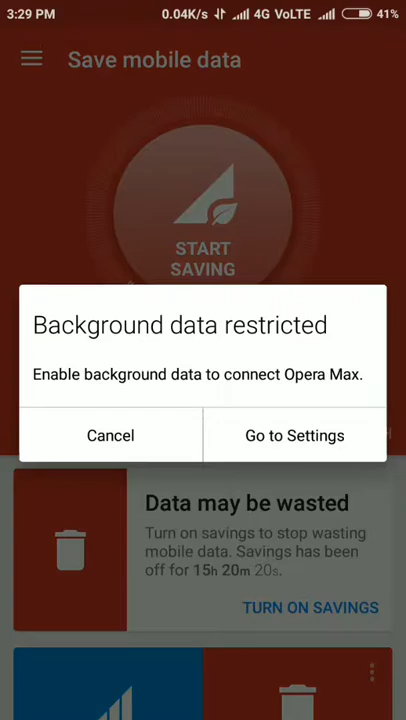 3:29 PM 0.04K/s 4G VoLTE 41%
Save mobile data
START
SAVING
Background data restricted
Enable background data to connect Opera Max.
Cancel Go to Settings
H
Data may be wasted
Turn on savings to stop wasting
mobile data. Savings has been
off for 15h 20m 20s.
TURN ON SAVINGS